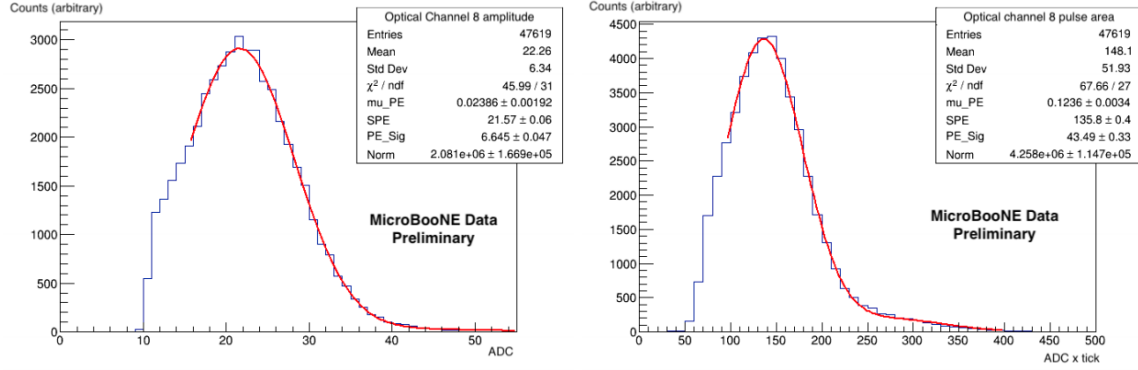 Counts (arbitrary)
Optical Channel 8 amplitude
Entries 47619
Mean 22.26
Std Dev 6.34
χ² / ndf 45.99 / 31
mu_PE 0.02386 ± 0.00192
SPE 21.57 ± 0.06
PE_Sig 6.645 ± 0.047
Norm 2.081e+06 ± 1.669e+05
3000
2500
2000
1500
1000
500
0
MicroBooNE Data
Preliminary
10 20 30 40 50
ADC
Counts (arbitrary)
Optical channel 8 pulse area
Entries 47619
Mean 148.1
Std Dev 51.93
χ² / ndf 67.66 / 27
mu_PE 0.1236 ± 0.0034
SPE 135.8 ± 0.4
PE_Sig 43.49 ± 0.33
Norm 4.258e+06 ± 1.147e+05
4500
4000
3500
3000
2500
2000
1500
1000
500
0
MicroBooNE Data
Preliminary
0 50 100 150 200 250 300 350 400 450 500
ADC x tick